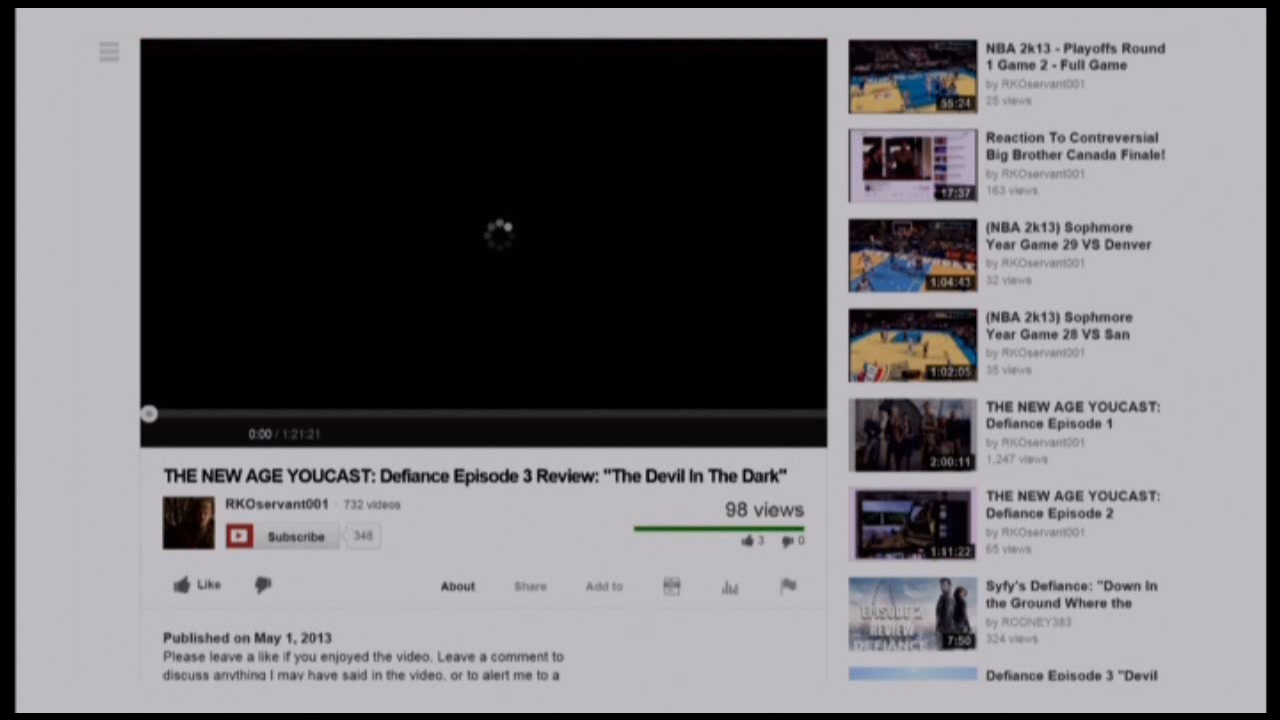 0:00 / 1:21:21
THE NEW AGE YOUCAST: Defiance Episode 3 Review: "The Devil In The Dark"
RKOservant001 · 732 videos
Subscribe 348
98 views
3 0
Like
About Share Add to
Published on May 1, 2013
Please leave a like if you enjoyed the video. Leave a comment to
discuss anything I may have said in the video, or to alert me to a
NBA 2k13 - Playoffs Round
1 Game 2 - Full Game
by RKOservant001
25 views
55:24
Reaction To Contreversial
Big Brother Canada Finale!
by RKOservant001
163 views
17:37
(NBA 2k13) Sophmore
Year Game 29 VS Denver
by RKOservant001
32 views
1:04:43
(NBA 2k13) Sophmore
Year Game 28 VS San
by RKOservant001
35 views
1:02:05
THE NEW AGE YOUCAST:
Defiance Episode 1
by RKOservant001
1,247 views
2:00:11
THE NEW AGE YOUCAST:
Defiance Episode 2
by RKOservant001
65 views
1:11:22
Syfy's Defiance: "Down In
the Ground Where the
by RODNEY383
324 views
EPISODE 2
REVIEW
DEFIANCE
7:50
Defiance Episode 3 "Devil